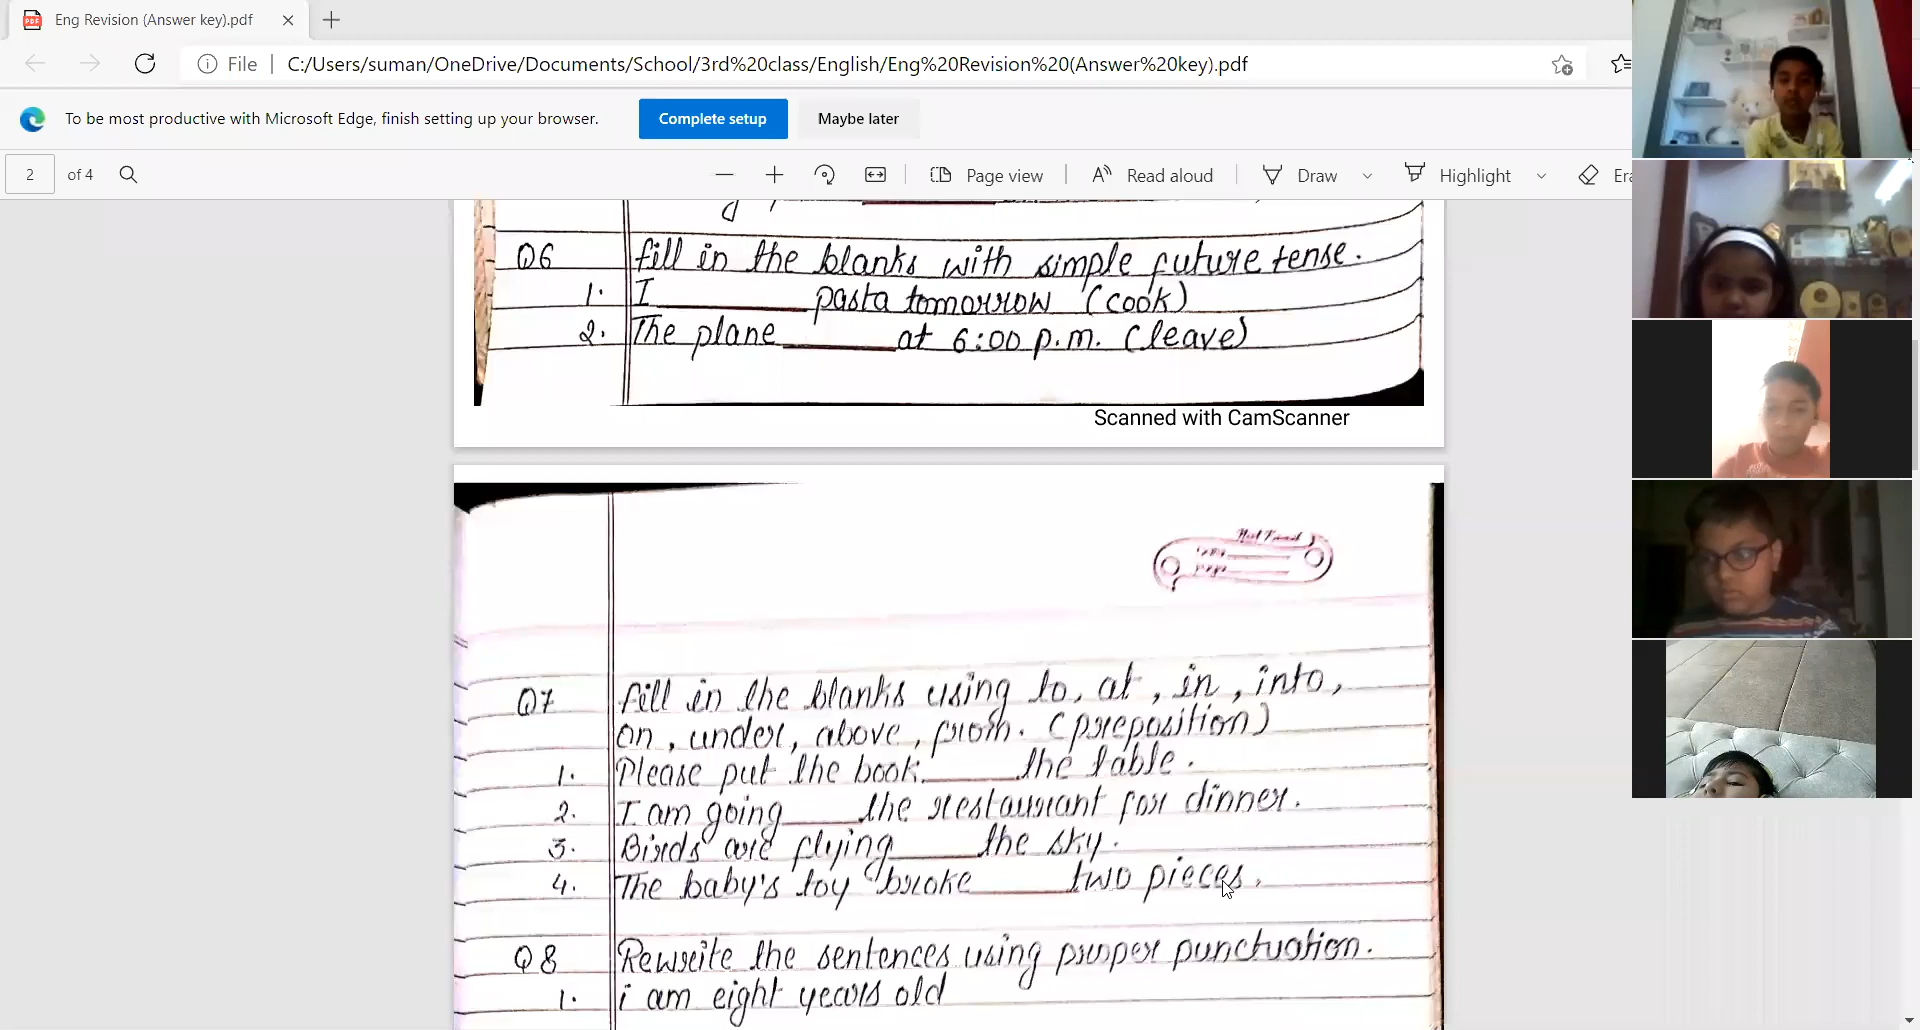 Eng Revision (Answer key).pdf
File
C:/Users/suman/OneDrive/Documents/School/3rd%20class/English/Eng%20Revision%20(Answer%20key).pdf
To be most productive with Microsoft Edge, finish setting up your browser.
Complete setup
Maybe later
2 of 4
Page view
Read aloud
Draw
Highlight
Era
Q6 fill in the blanks with simple future tense.
1. I ______ pasta tomorrow (cook)
2. The plane ______ at 6:00 p.m. (leave)
Scanned with CamScanner
Q7 fill in the blanks using to, at, in, into,
on, under, above, from. (preposition)
1. Please put the book ______ the table.
2. I am going ______ the restaurant for dinner.
3. Birds are flying ______ the sky.
4. The baby's toy broke ______ two pieces.
Q8 Rewrite the sentences using proper punctuation.
1. i am eight years old